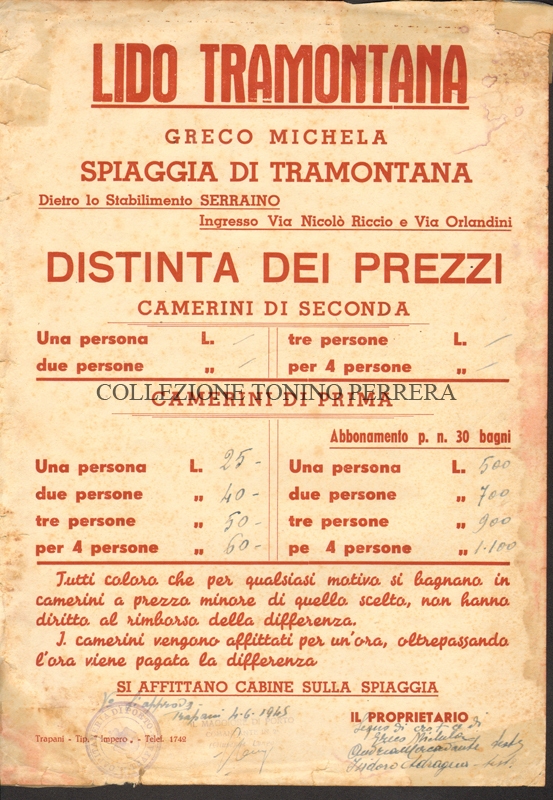 LIDO TRAMONTANA
GRECO MICHELA
SPIAGGIA DI TRAMONTANA
Dietro lo Stabilimento SERRAINO
Ingresso Via Nicolò Riccio e Via Orlandini
DISTINTA DEI PREZZI
CAMERINI DI SECONDA
Una persona L. —
due persone „ —
tre persone L. —
per 4 persone „ —
COLLEZIONE TONINO PERRERA
CAMERINI DI PRIMA
Abbonamento p. n. 30 bagni
Una persona L. 25 -
due persone „ 40 -
tre persone „ 50 -
per 4 persone „ 60 -
Una persona L. 500
due persone „ 700
tre persone „ 900
pe 4 persone „ 1.100
Tutti coloro che per qualsiasi motivo si bagnano in
camerini a prezzo minore di quello scelto, non hanno
diritto al rimborso della differenza.
I. camerini vengono affittati per un'ora, oltrepassando
l'ora viene pagata la differenza
SI AFFITTANO CABINE SULLA SPIAGGIA
Trapani 4-6-1945
IL PROPRIETARIO
Segno di croce di
Greco Michela
Trapani - Tip. " Impero „ - Telef. 1742